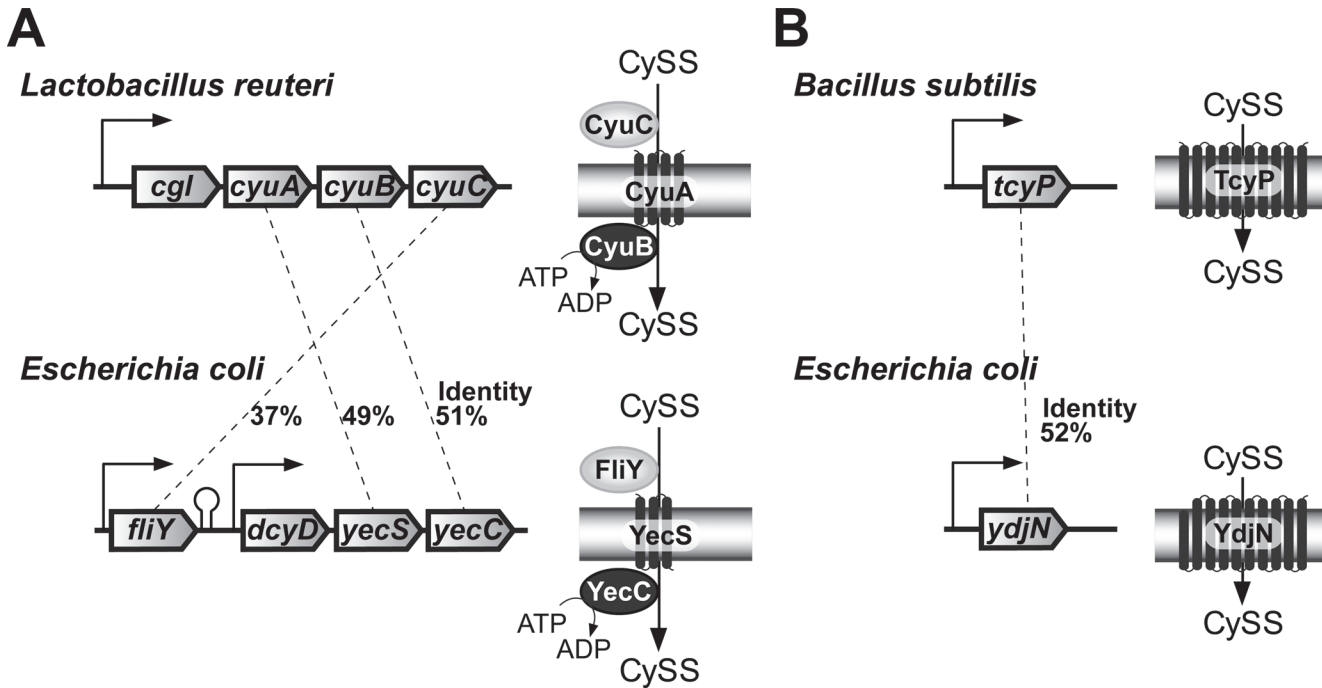 A
Lactobacillus reuteri
cgl cyuA cyuB cyuC
CySS
CyuC
CyuA
CyuB
ATP
ADP
CySS
Escherichia coli
Identity
37% 49% 51%
fliY dcyD yecS yecC
CySS
FliY
YecS
YecC
ATP
ADP
CySS
B
Bacillus subtilis
tcyP
CySS
TcyP
CySS
Escherichia coli
Identity
52%
ydjN
CySS
YdjN
CySS